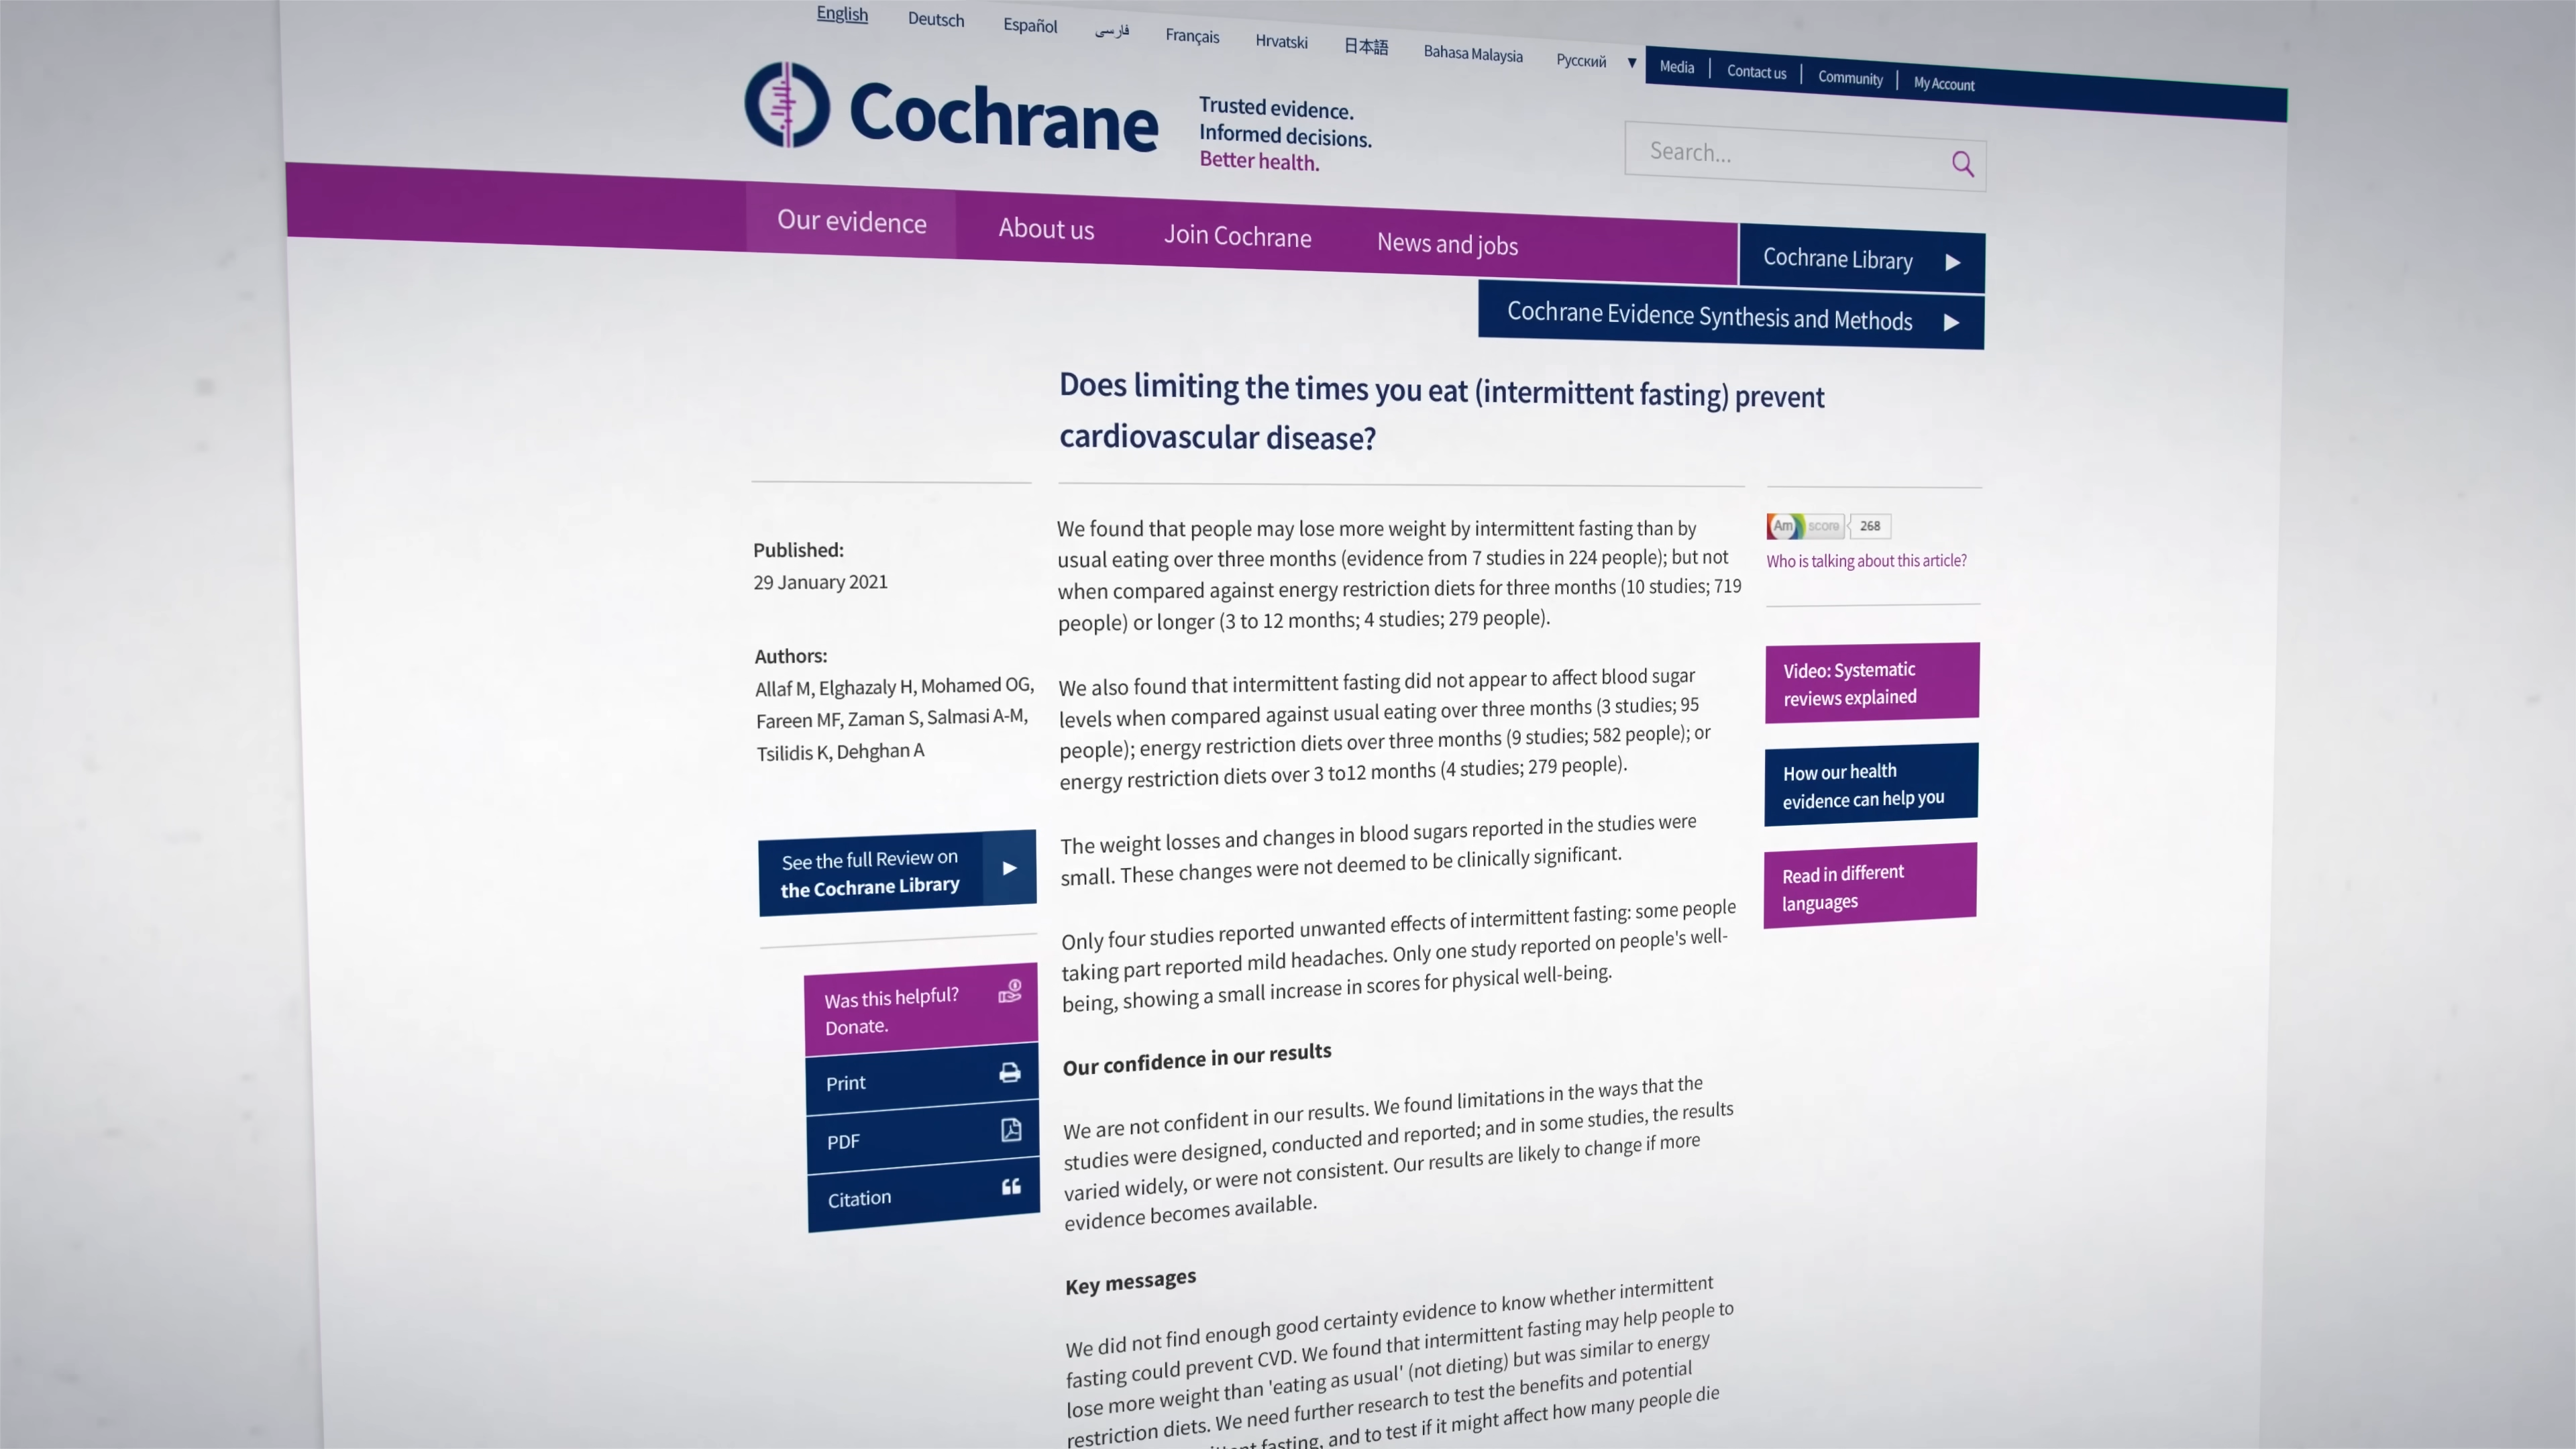 English Deutsch Español فارسی Français Hrvatski 日本語 Bahasa Malaysia Русский ▼ Media Contact us Community My Account
Cochrane
Trusted evidence.
Informed decisions.
Better health.
Search...
Our evidence About us Join Cochrane News and jobs Cochrane Library
Cochrane Evidence Synthesis and Methods
Does limiting the times you eat (intermittent fasting) prevent
cardiovascular disease?
Published:
29 January 2021
Authors:
Allaf M, Elghazaly H, Mohamed OG,
Fareen MF, Zaman S, Salmasi A-M,
Tsilidis K, Dehghan A
See the full Review on
the Cochrane Library
Was this helpful?
Donate.
Print
PDF
Citation
We found that people may lose more weight by intermittent fasting than by
usual eating over three months (evidence from 7 studies in 224 people); but not
when compared against energy restriction diets for three months (10 studies; 719
people) or longer (3 to 12 months; 4 studies; 279 people).
We also found that intermittent fasting did not appear to affect blood sugar
levels when compared against usual eating over three months (3 studies; 95
people); energy restriction diets over three months (9 studies; 582 people); or
energy restriction diets over 3 to12 months (4 studies; 279 people).
The weight losses and changes in blood sugars reported in the studies were
small. These changes were not deemed to be clinically significant.
Only four studies reported unwanted effects of intermittent fasting: some people
taking part reported mild headaches. Only one study reported on people's well-
being, showing a small increase in scores for physical well-being.
Our confidence in our results
We are not confident in our results. We found limitations in the ways that the
studies were designed, conducted and reported; and in some studies, the results
varied widely, or were not consistent. Our results are likely to change if more
evidence becomes available.
Key messages
We did not find enough good certainty evidence to know whether intermittent
fasting could prevent CVD. We found that intermittent fasting may help people to
lose more weight than 'eating as usual' (not dieting) but was similar to energy
restriction diets. We need further research to test the benefits and potential
fasting, and to test if it might affect how many people die
Am score 268
Who is talking about this article?
Video: Systematic
reviews explained
How our health
evidence can help you
Read in different
languages